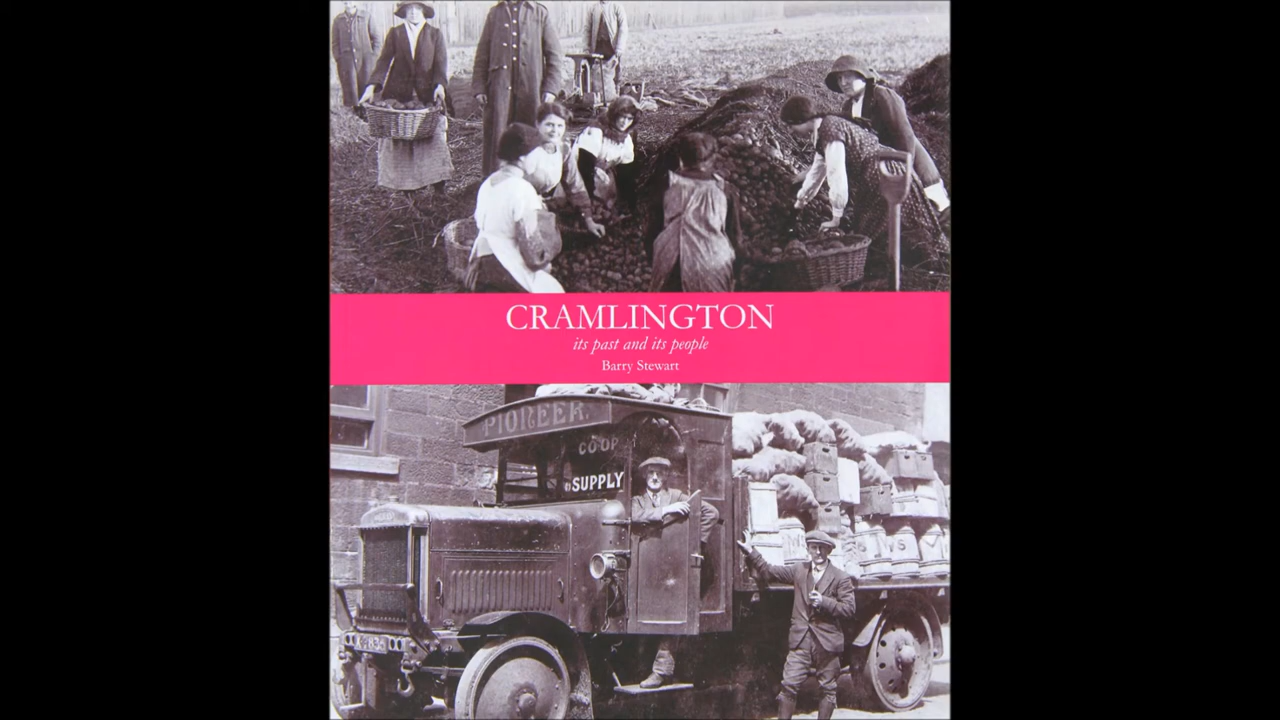 CRAMLINGTON
its past and its people
Barry Stewart
PIONEER
CO-OP
SUPPLY